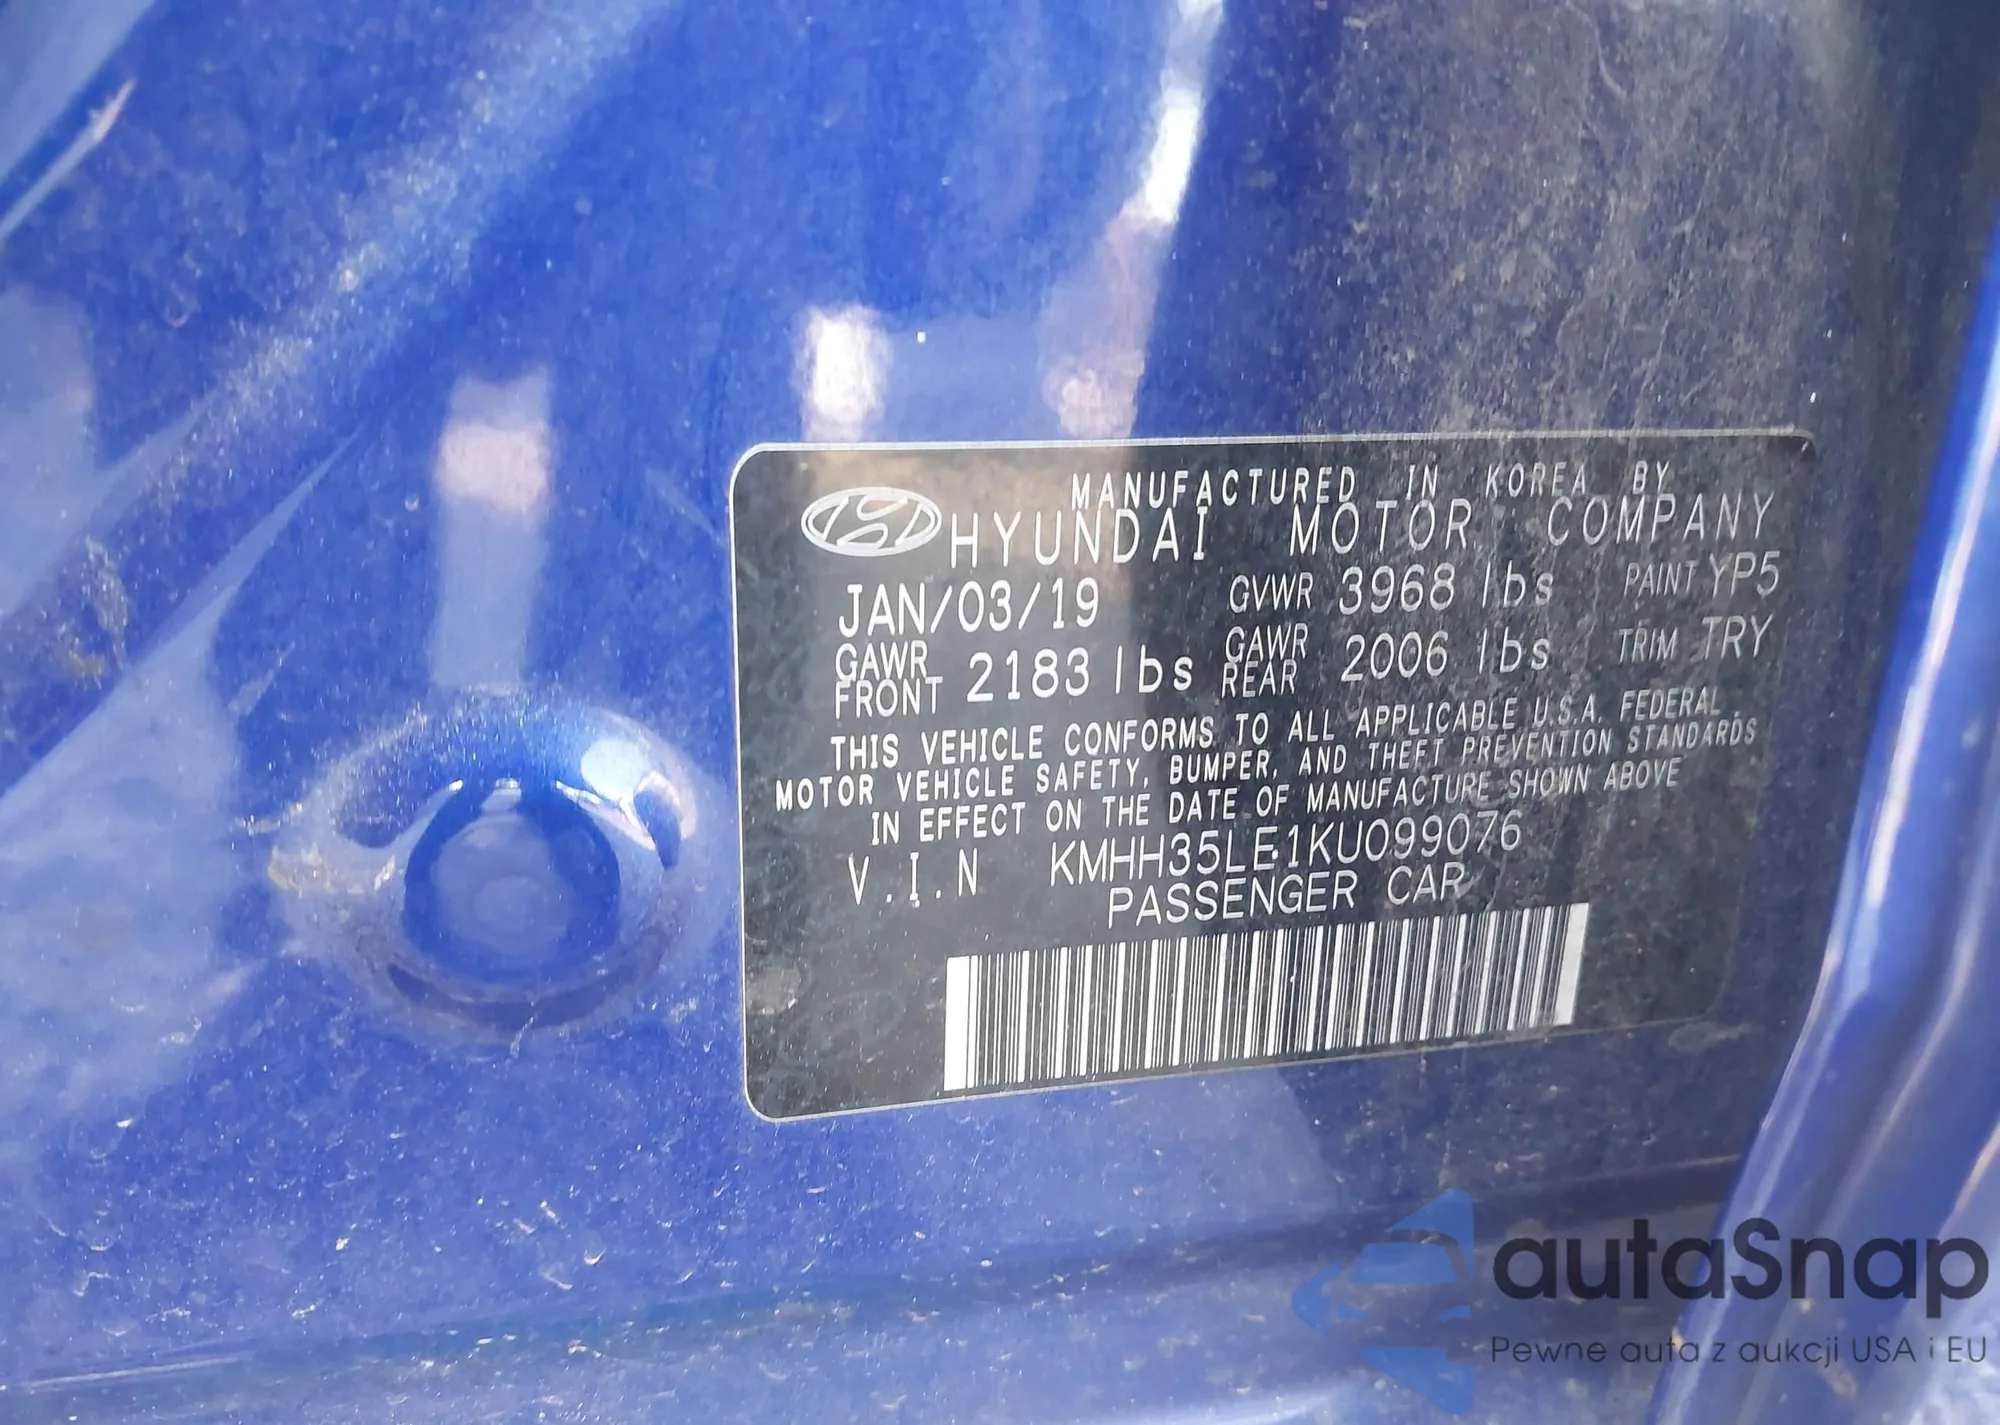 MANUFACTURED IN KOREA BY
HYUNDAI MOTOR COMPANY
JAN/03/19 GVWR 3968 lbs PAINT YP5
GAWR FRONT 2183 lbs GAWR REAR 2006 lbs TRIM TRY
THIS VEHICLE CONFORMS TO ALL APPLICABLE U.S.A. FEDERAL
MOTOR VEHICLE SAFETY, BUMPER, AND THEFT PREVENTION STANDARDS
IN EFFECT ON THE DATE OF MANUFACTURE SHOWN ABOVE
V.I.N KMHH35LE1KU099076
PASSENGER CAR
autaSnap
Pewne auta z aukcji USA i EU